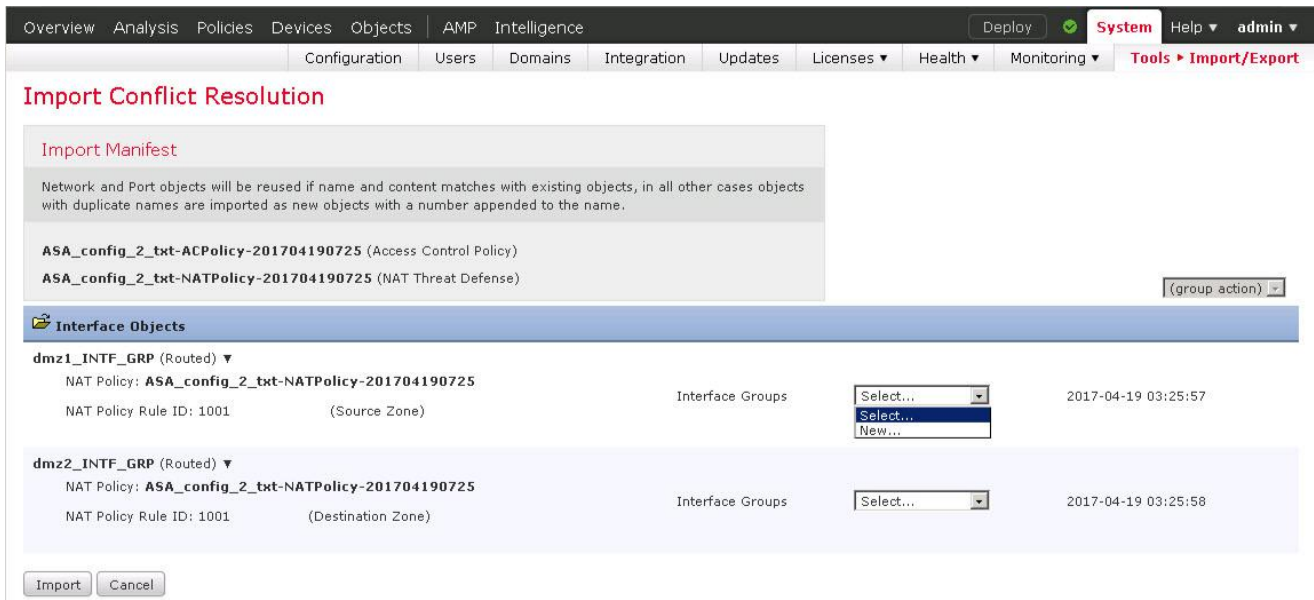 Overview Analysis Policies Devices Objects AMP Intelligence Deploy System Help ▼ admin ▼
Configuration Users Domains Integration Updates Licenses ▼ Health ▼ Monitoring ▼ Tools ▸ Import/Export
Import Conflict Resolution
Import Manifest
Network and Port objects will be reused if name and content matches with existing objects, in all other cases objects
with duplicate names are imported as new objects with a number appended to the name.
ASA_config_2_txt-ACPolicy-201704190725 (Access Control Policy)
ASA_config_2_txt-NATPolicy-201704190725 (NAT Threat Defense)
(group action)
Interface Objects
dmz1_INTF_GRP (Routed) ▼
NAT Policy: ASA_config_2_txt-NATPolicy-201704190725
NAT Policy Rule ID: 1001 (Source Zone)
Interface Groups Select... 2017-04-19 03:25:57
Select...
New...
dmz2_INTF_GRP (Routed) ▼
NAT Policy: ASA_config_2_txt-NATPolicy-201704190725
NAT Policy Rule ID: 1001 (Destination Zone)
Interface Groups Select... 2017-04-19 03:25:58
Import Cancel